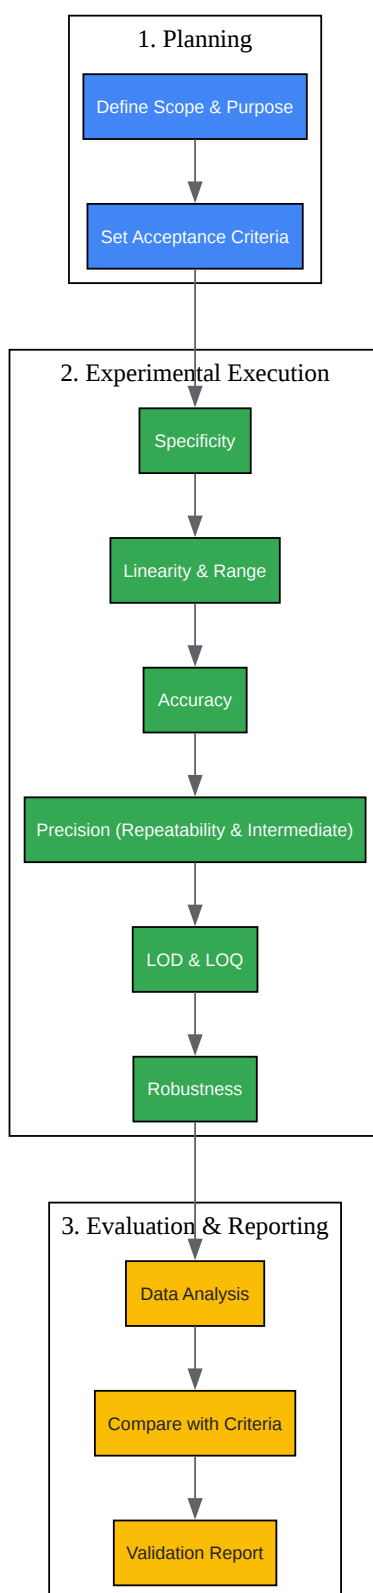 1. Planning
Define Scope & Purpose
Set Acceptance Criteria
2. Experimental Execution
Specificity
Linearity & Range
Accuracy
Precision (Repeatability & Intermediate)
LOD & LOQ
Robustness
3. Evaluation & Reporting
Data Analysis
Compare with Criteria
Validation Report